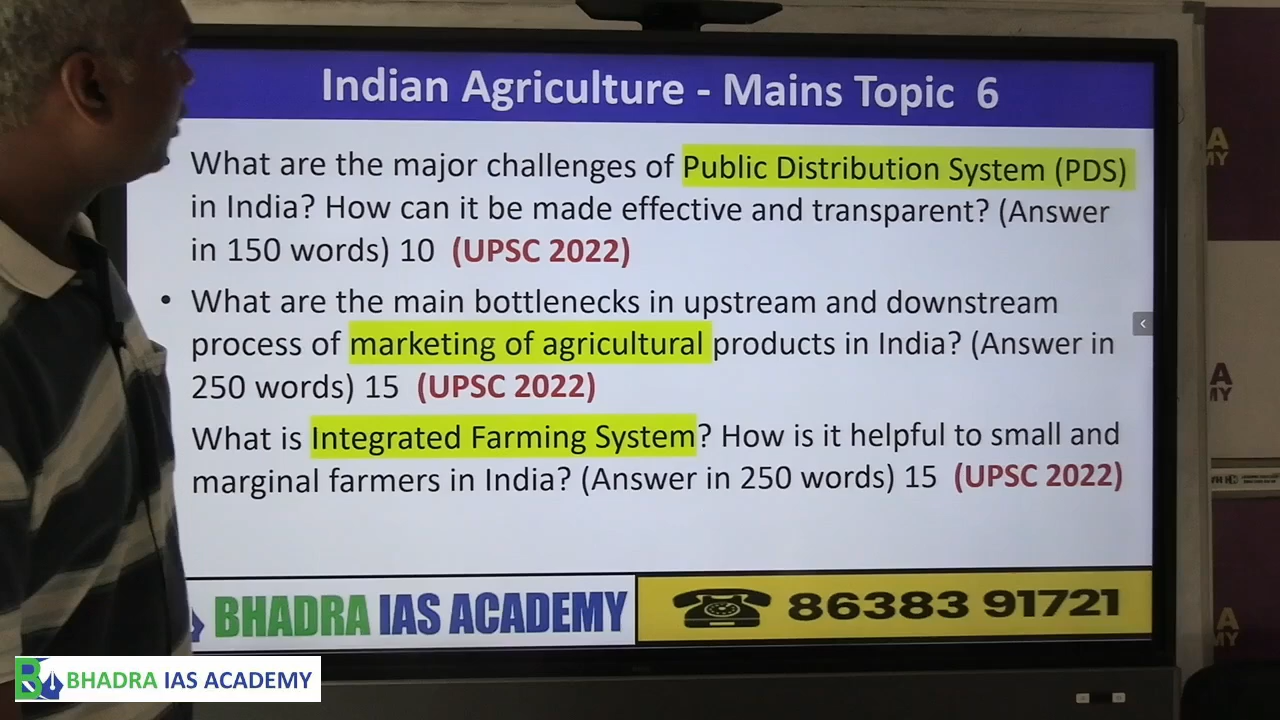 Indian Agriculture - Mains Topic 6
What are the major challenges of Public Distribution System (PDS)
in India? How can it be made effective and transparent? (Answer
in 150 words) 10 (UPSC 2022)
• What are the main bottlenecks in upstream and downstream
process of marketing of agricultural products in India? (Answer in
250 words) 15 (UPSC 2022)
What is Integrated Farming System? How is it helpful to small and
marginal farmers in India? (Answer in 250 words) 15 (UPSC 2022)
BHADRA IAS ACADEMY
86383 91721
BHADRA IAS ACADEMY